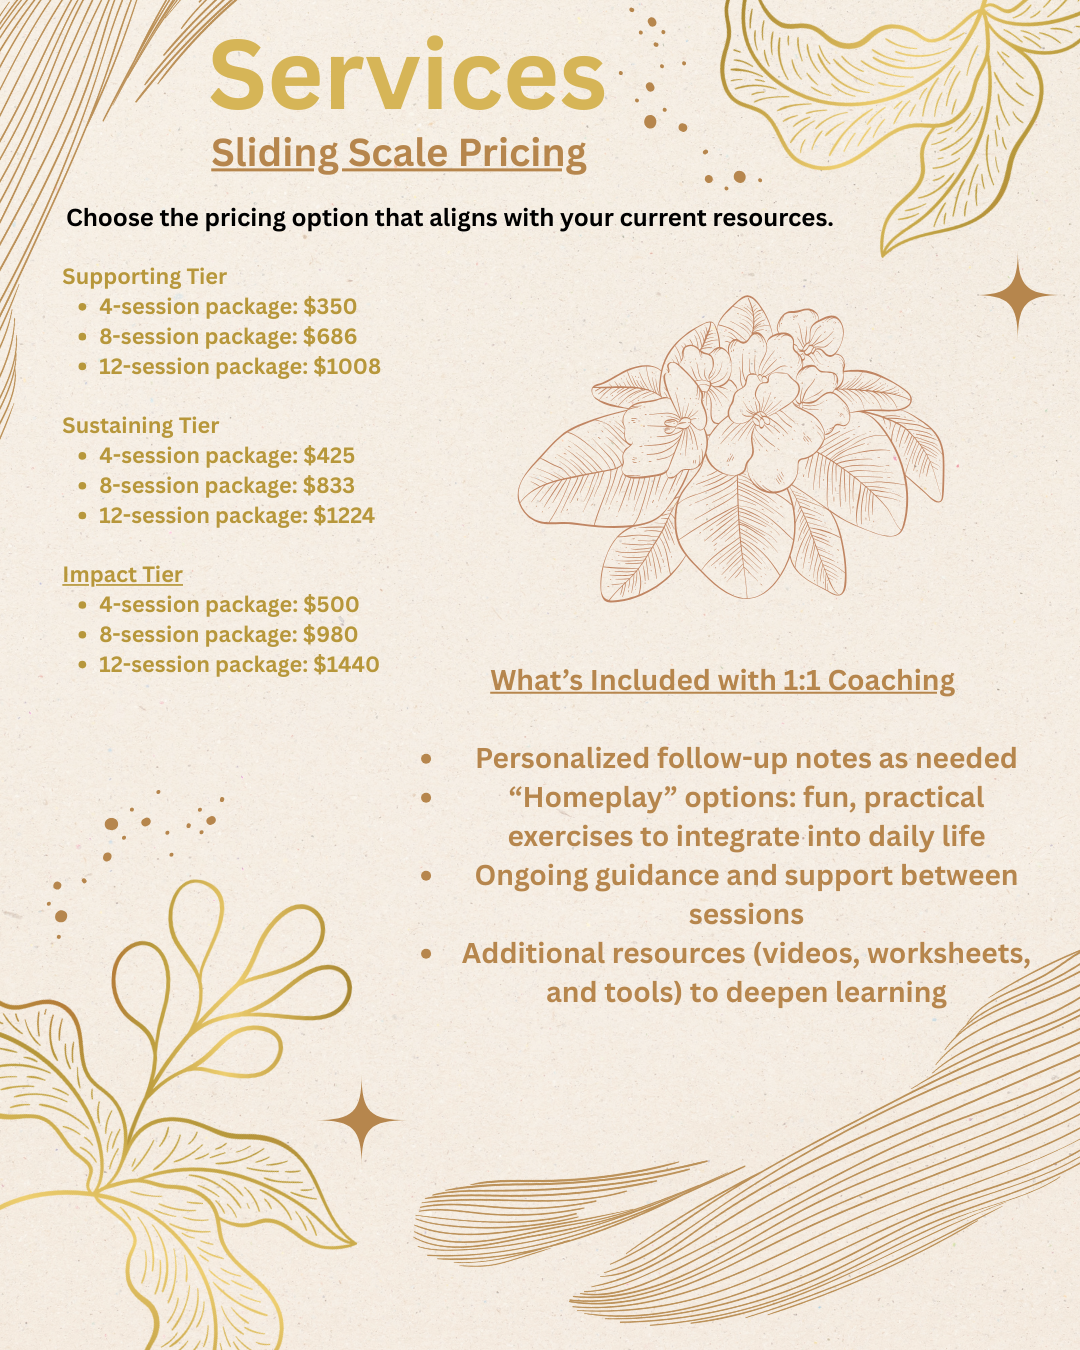 Services
Sliding Scale Pricing
Choose the pricing option that aligns with your current resources.
Supporting Tier
• 4-session package: $350
• 8-session package: $686
• 12-session package: $1008
Sustaining Tier
• 4-session package: $425
• 8-session package: $833
• 12-session package: $1224
Impact Tier
• 4-session package: $500
• 8-session package: $980
• 12-session package: $1440
What’s Included with 1:1 Coaching
• Personalized follow-up notes as needed
• “Homeplay” options: fun, practical
exercises to integrate into daily life
• Ongoing guidance and support between
sessions
• Additional resources (videos, worksheets,
and tools) to deepen learning